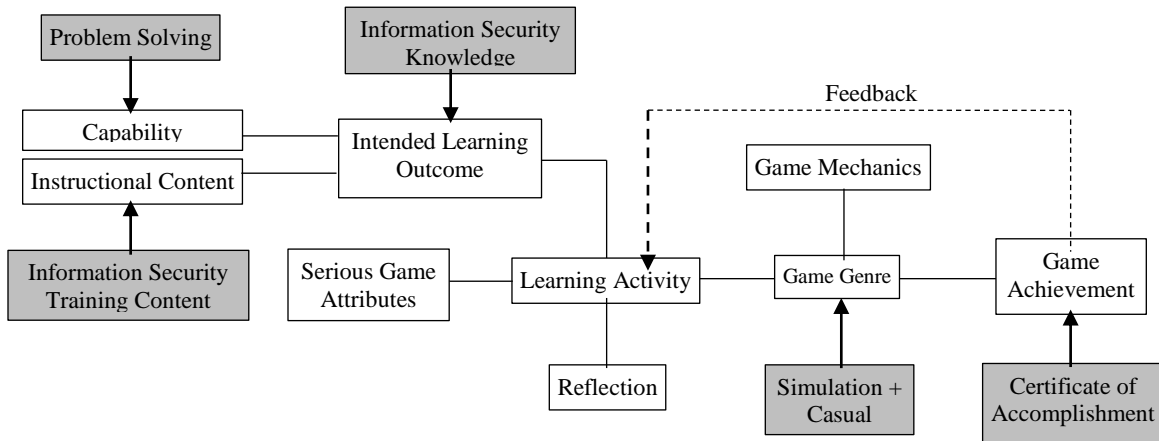 Problem Solving
Information Security
Knowledge
Feedback
Capability
Intended Learning
Outcome
Game Mechanics
Instructional Content
Information Security
Training Content
Serious Game
Attributes
Learning Activity
Game Genre
Game
Achievement
Reflection
Simulation +
Casual
Certificate of
Accomplishment